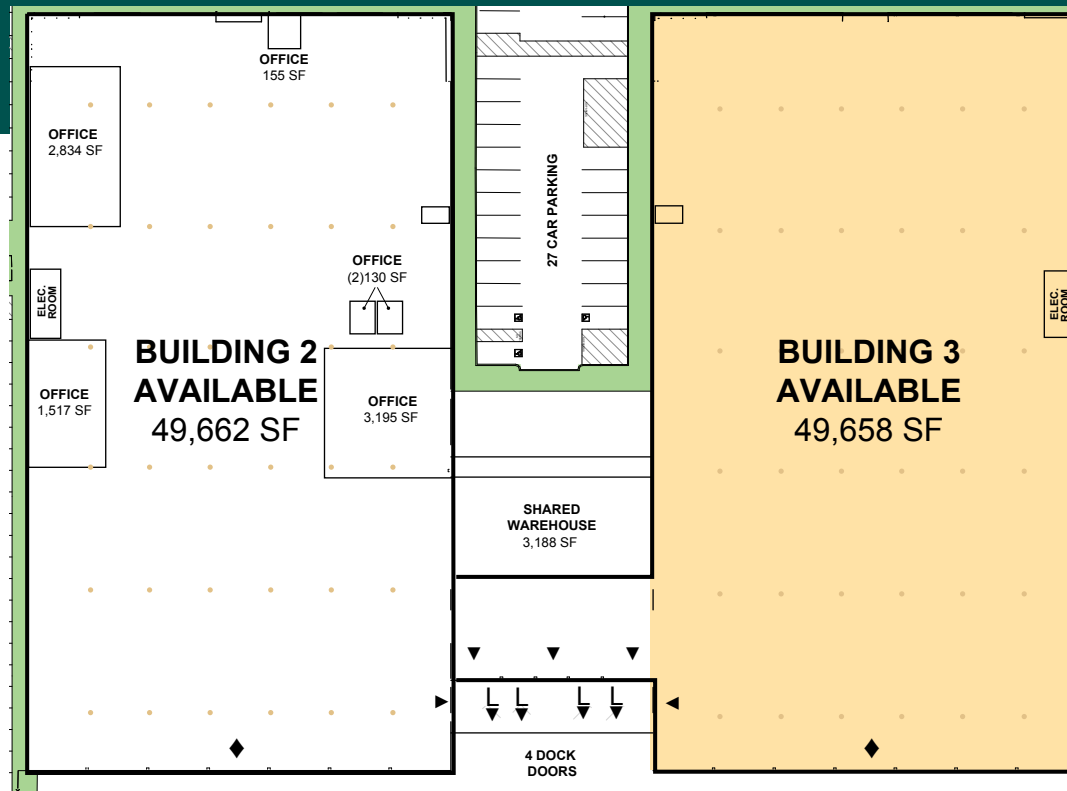 OFFICE
155 SF
OFFICE
2,834 SF
27 CAR PARKING
OFFICE
(2)130 SF
ELEC.
ROOM
ELEC.
ROOM
BUILDING 2
AVAILABLE
49,662 SF
OFFICE
1,517 SF
OFFICE
3,195 SF
BUILDING 3
AVAILABLE
49,658 SF
SHARED
WAREHOUSE
3,188 SF
L L L L
4 DOCK
DOORS